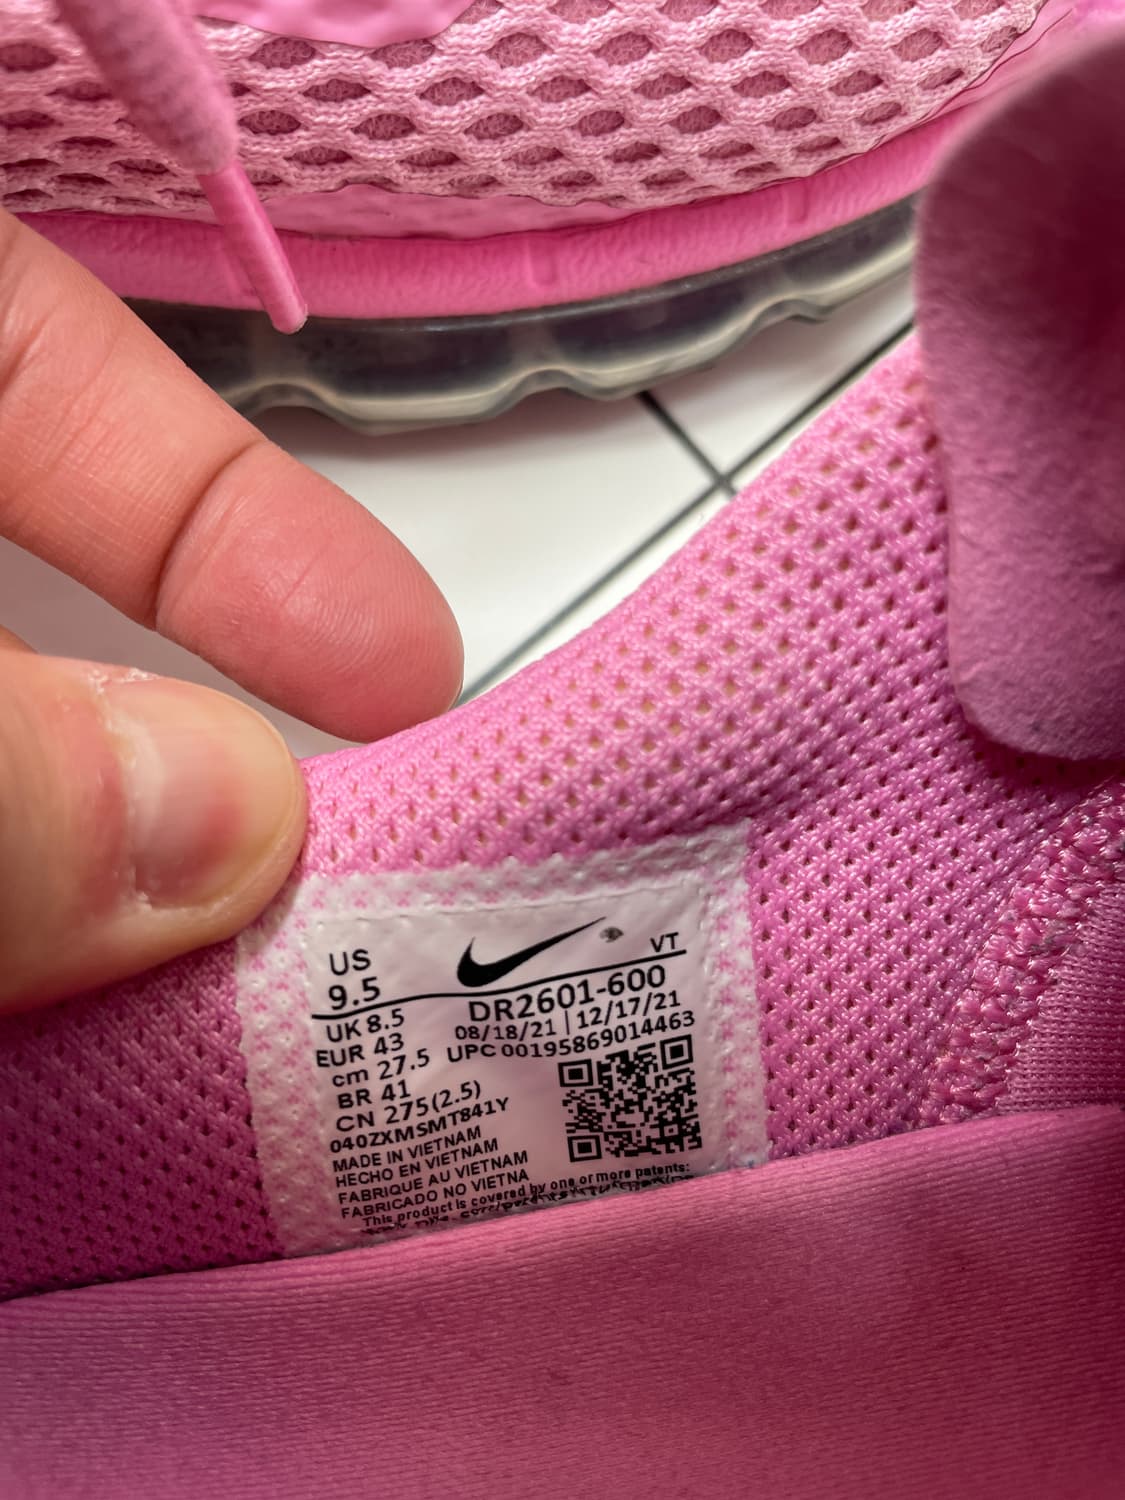 US
9.5
VT
DR2601-600
UK 8.5
08/18/21 | 12/17/21
EUR 43
UPC 00195869014463
cm 27.5
BR 41
CN 275(2.5)
040ZXMSMT841Y
MADE IN VIETNAM
HECHO EN VIETNAM
FABRIQUE AU VIETNAM
FABRICADO NO VIETNA
This product is covered by one or more patents: